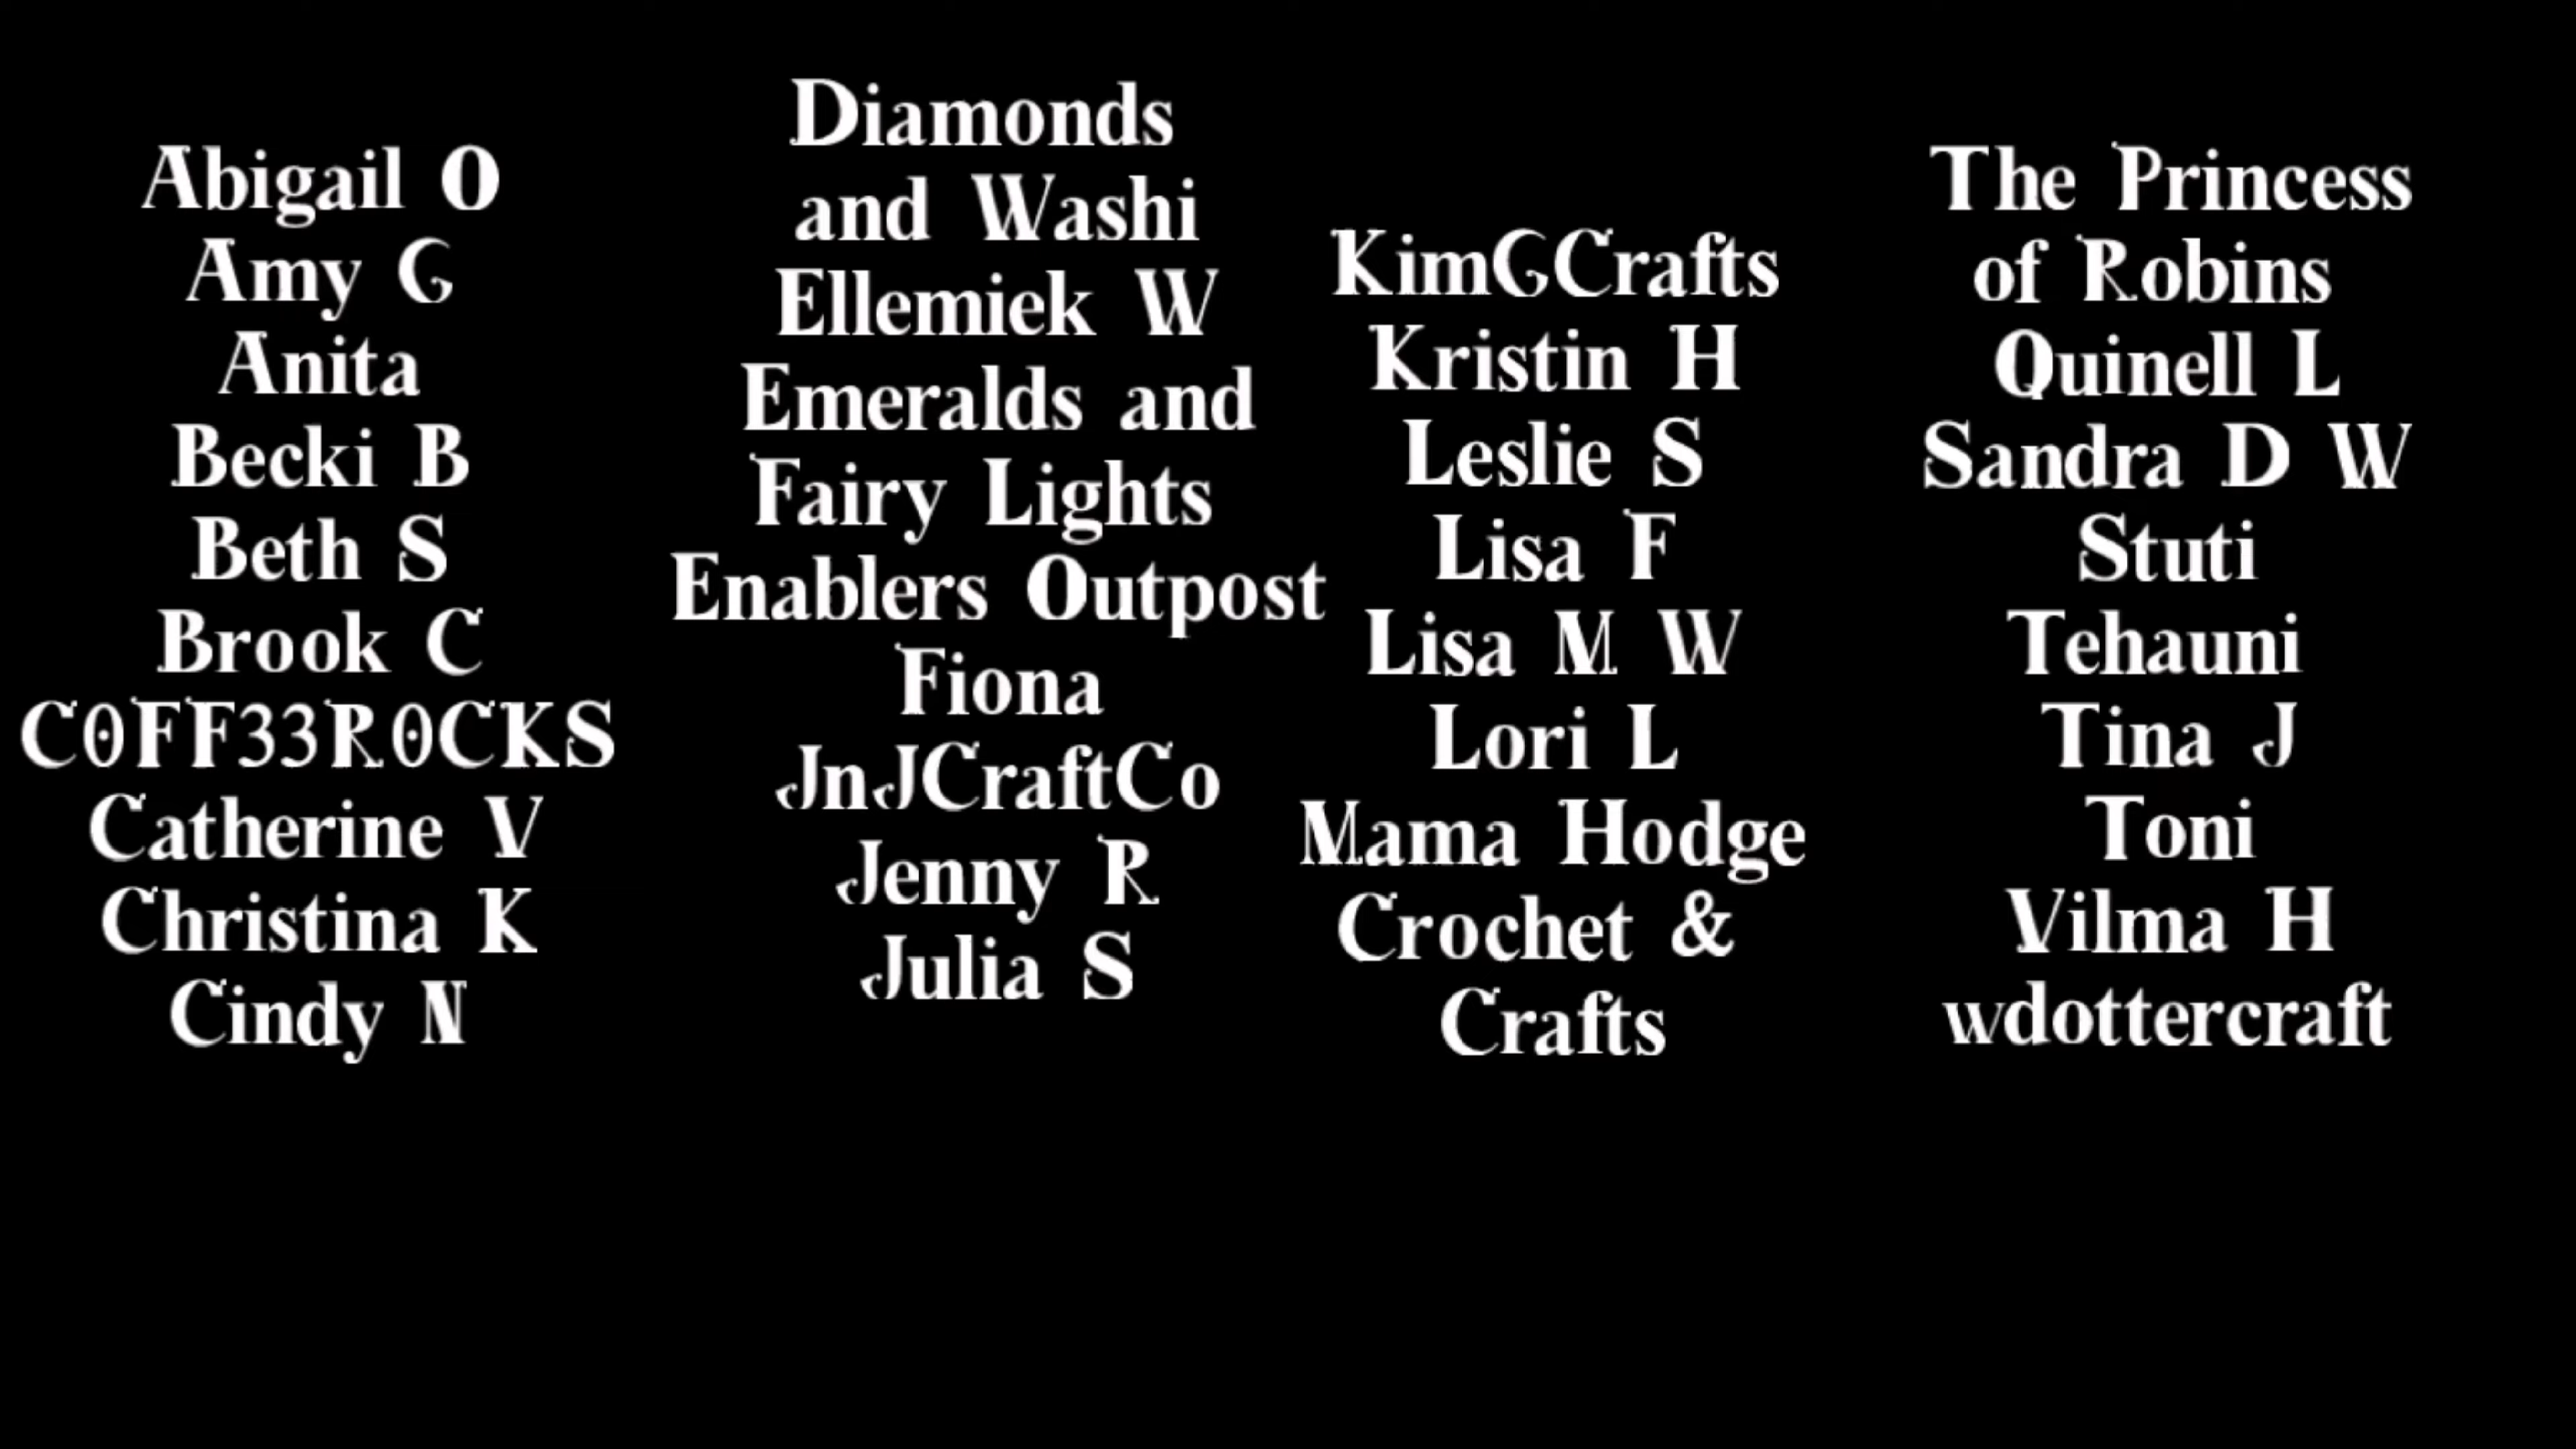 Abigail O
Amy G
Anita
Becki B
Beth S
Brook C
C0FF33R0CKS
Catherine V
Christina K
Cindy N
Diamonds
and Washi
Ellemiek W
Emeralds and
Fairy Lights
Enablers Outpost
Fiona
JnJCraftCo
Jenny R
Julia S
KimGCrafts
Kristin H
Leslie S
Lisa F
Lisa M W
Lori L
Mama Hodge
Crochet &
Crafts
The Princess
of Robins
Quinell L
Sandra D W
Stuti
Tehauni
Tina J
Toni
Vilma H
wdottercraft